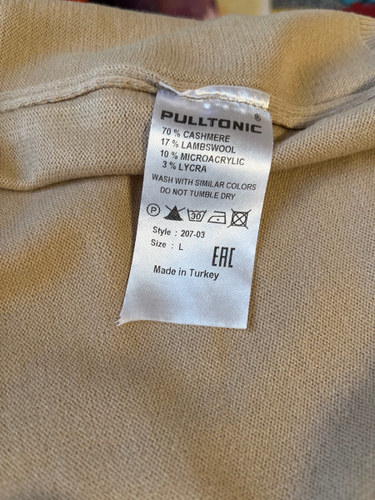 PULLTONIC ®
70 % CASHMERE
17 % LAMBSWOOL
10 % MICROACRYLIC
3 % LYCRA
WASH WITH SIMILAR COLORS
DO NOT TUMBLE DRY
P 30
Style : 207-03
Size : L
EAC
Made in Turkey